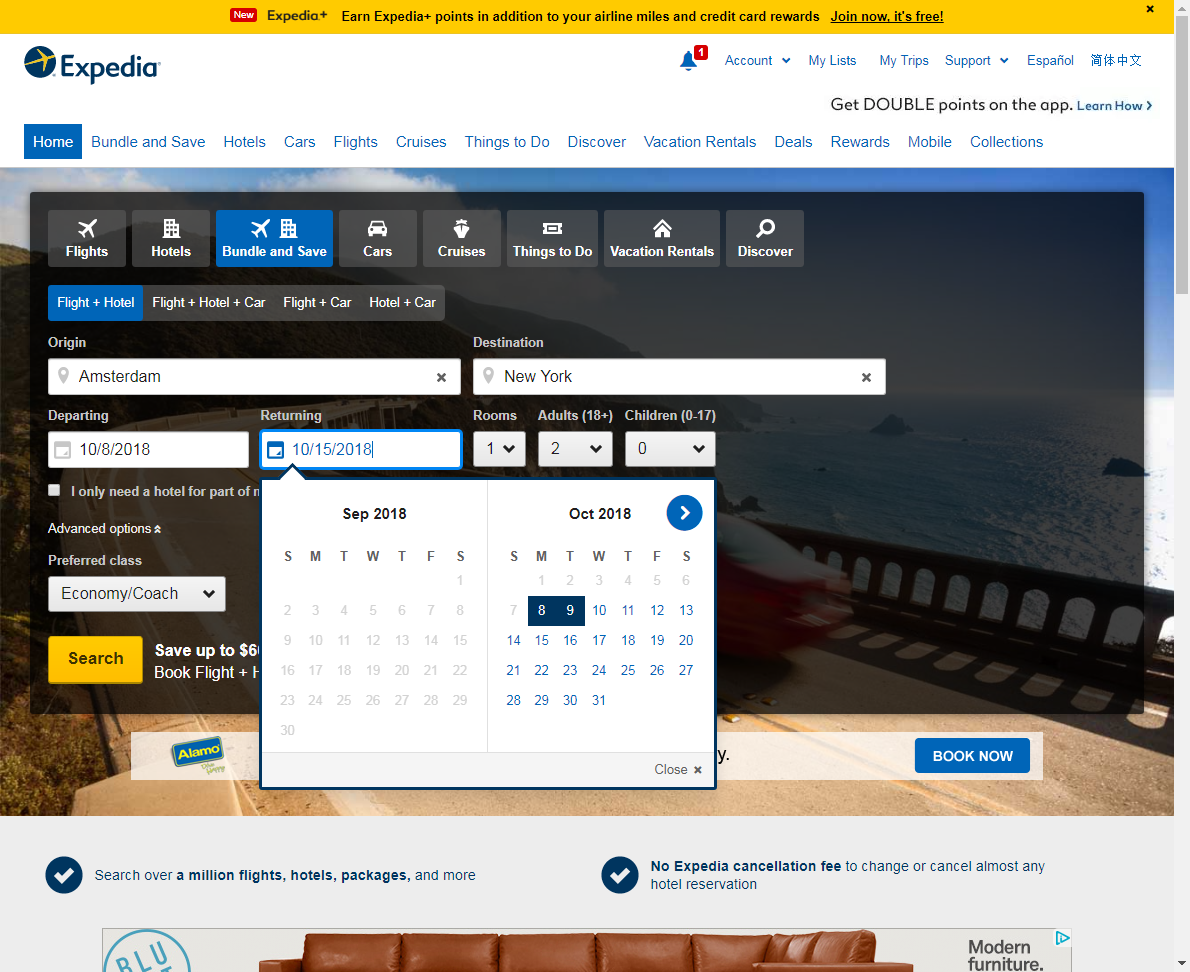 New Expedia+ Earn Expedia+ points in addition to your airline miles and credit card rewards Join now, it's free!
Expedia
1 Account My Lists My Trips Support Español 简体中文
Get DOUBLE points on the app. Learn How
Home Bundle and Save Hotels Cars Flights Cruises Things to Do Discover Vacation Rentals Deals Rewards Mobile Collections
Flights Hotels Bundle and Save Cars Cruises Things to Do Vacation Rentals Discover
Flight + Hotel Flight + Hotel + Car Flight + Car Hotel + Car
Origin Destination
Amsterdam New York
Departing Returning Rooms Adults (18+) Children (0-17)
10/8/2018 10/15/2018 1 2 0
I only need a hotel for part of
Advanced options
Preferred class
Economy/Coach
Search
Save up to $6
Book Flight + H
Sep 2018 Oct 2018
S M T W T F S S M T W T F S
1 1 2 3 4 5 6
2 3 4 5 6 7 8 7 8 9 10 11 12 13
9 10 11 12 13 14 15 14 15 16 17 18 19 20
16 17 18 19 20 21 22 21 22 23 24 25 26 27
23 24 25 26 27 28 29 28 29 30 31
30
Close ×
Alamo y. BOOK NOW
Search over a million flights, hotels, packages, and more
No Expedia cancellation fee to change or cancel almost any
hotel reservation
BLU
Modern
furniture.